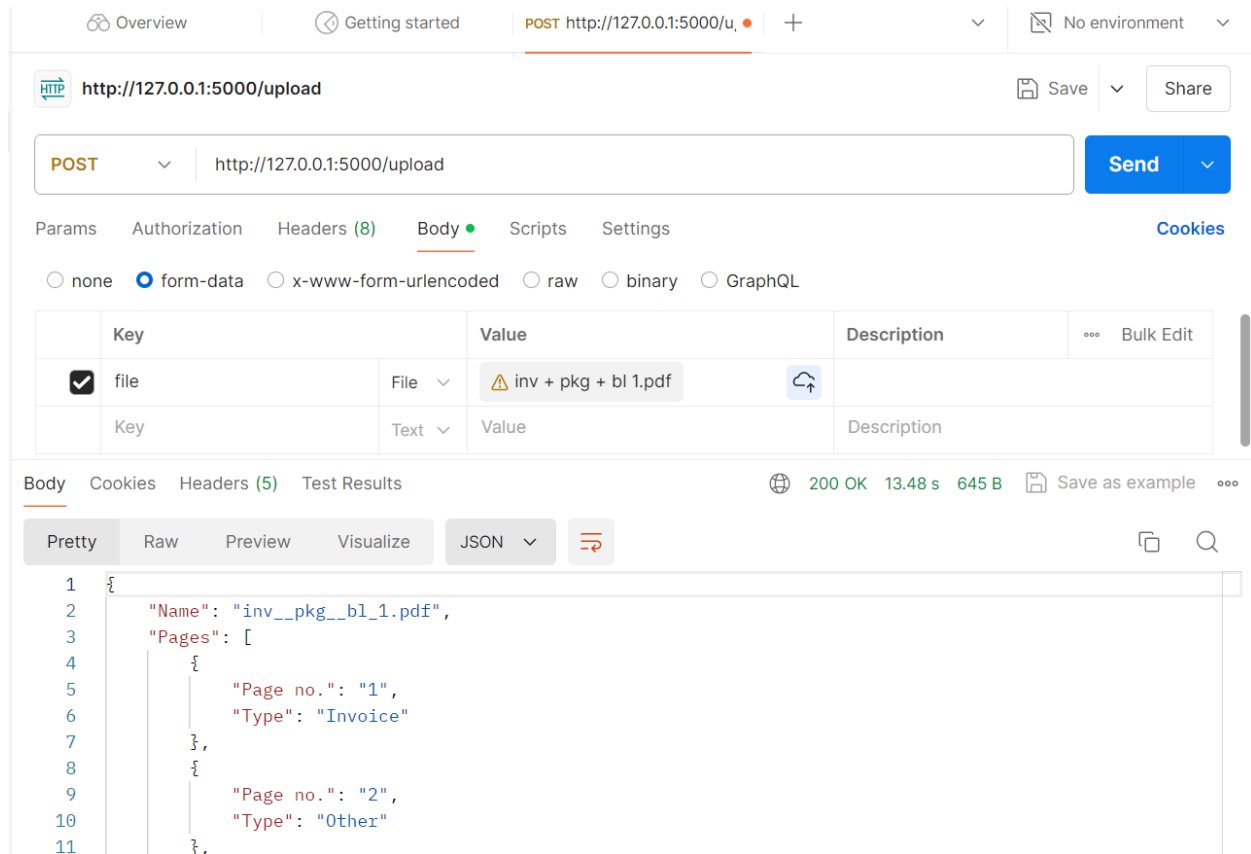 Overview Getting started POST http://127.0.0.1:5000/u, No environment
HTTP http://127.0.0.1:5000/upload Save Share
POST http://127.0.0.1:5000/upload Send
Params Authorization Headers (8) Body Scripts Settings Cookies
none form-data x-www-form-urlencoded raw binary GraphQL
Key Value Description Bulk Edit
file File inv + pkg + bl 1.pdf
Key Text Value Description
Body Cookies Headers (5) Test Results 200 OK 13.48 s 645 B Save as example
Pretty Raw Preview Visualize JSON
1 {
2 "Name": "inv__pkg__bl_1.pdf",
3 "Pages": [
4 {
5 "Page no.": "1",
6 "Type": "Invoice"
7 },
8 {
9 "Page no.": "2",
10 "Type": "Other"
11 },